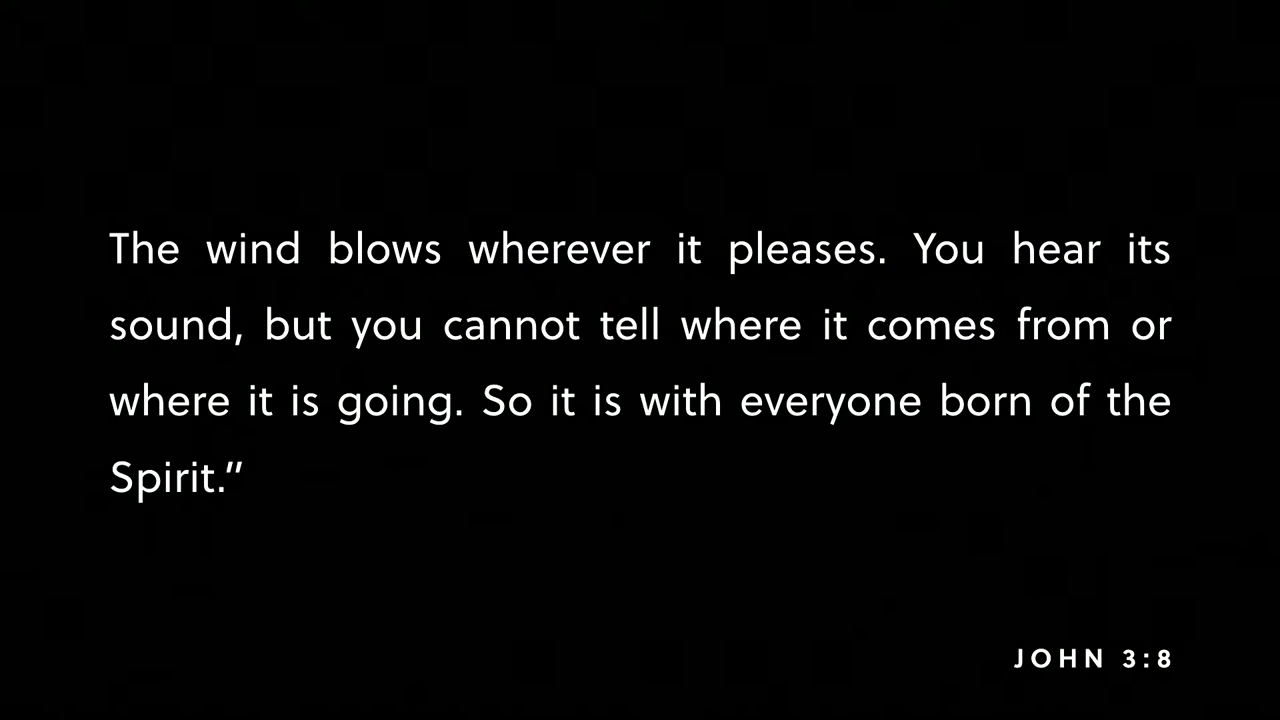 The wind blows wherever it pleases. You hear its
sound, but you cannot tell where it comes from or
where it is going. So it is with everyone born of the
Spirit.”
JOHN 3:8